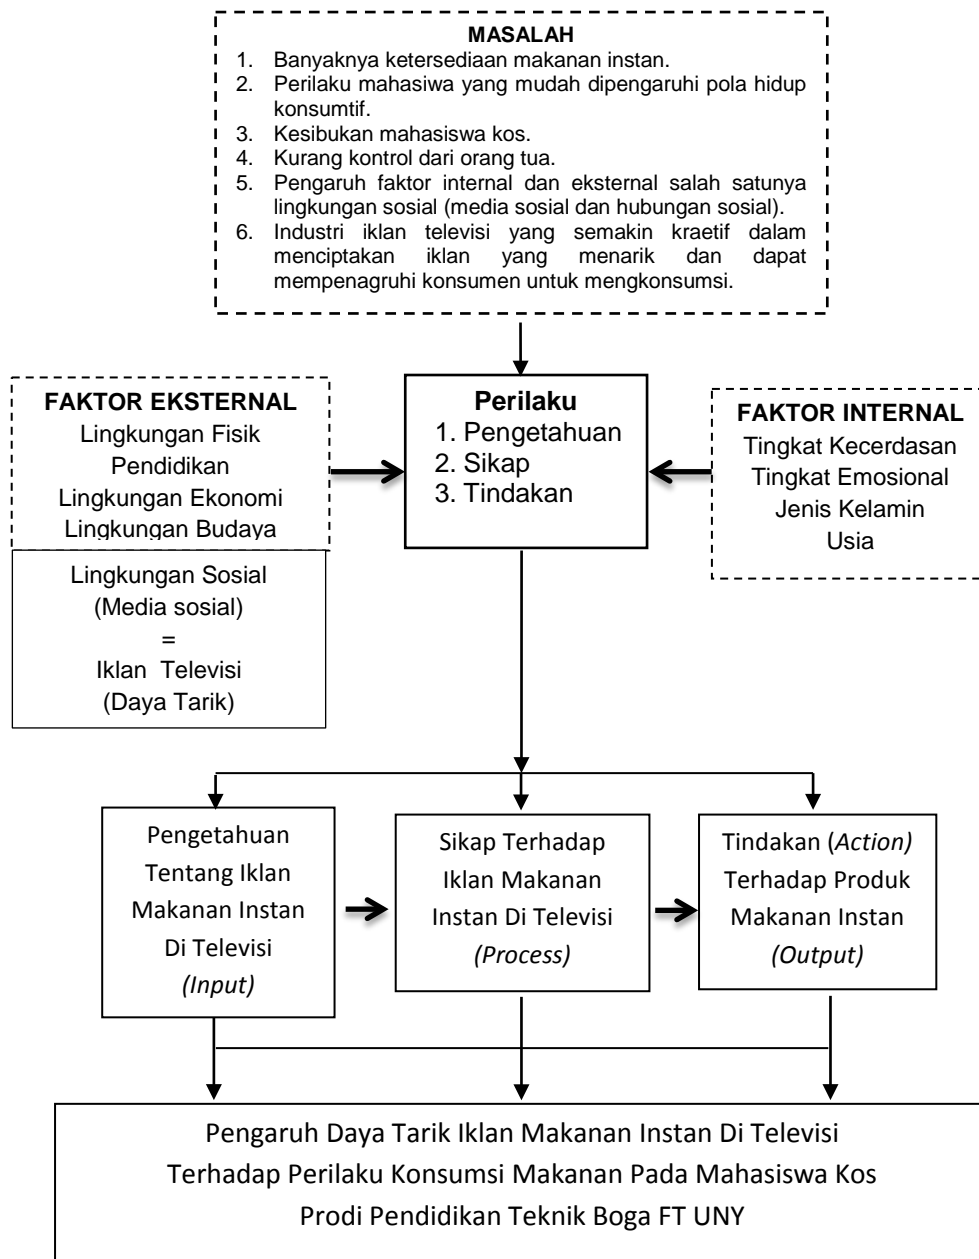 MASALAH
1. Banyaknya ketersediaan makanan instan.
2. Perilaku mahasiwa yang mudah dipengaruhi pola hidup
konsumtif.
3. Kesibukan mahasiswa kos.
4. Kurang kontrol dari orang tua.
5. Pengaruh faktor internal dan eksternal salah satunya
lingkungan sosial (media sosial dan hubungan sosial).
6. Industri iklan televisi yang semakin kraetif dalam
menciptakan iklan yang menarik dan dapat
mempenagruhi konsumen untuk mengkonsumsi.
FAKTOR EKSTERNAL
Lingkungan Fisik
Pendidikan
Lingkungan Ekonomi
Lingkungan Budaya
Lingkungan Sosial
(Media sosial)
=
Iklan Televisi
(Daya Tarik)
Perilaku
1. Pengetahuan
2. Sikap
3. Tindakan
FAKTOR INTERNAL
Tingkat Kecerdasan
Tingkat Emosional
Jenis Kelamin
Usia
Pengetahuan
Tentang Iklan
Makanan Instan
Di Televisi
(Input)
Sikap Terhadap
Iklan Makanan
Instan Di Televisi
(Process)
Tindakan (Action)
Terhadap Produk
Makanan Instan
(Output)
Pengaruh Daya Tarik Iklan Makanan Instan Di Televisi
Terhadap Perilaku Konsumsi Makanan Pada Mahasiswa Kos
Prodi Pendidikan Teknik Boga FT UNY